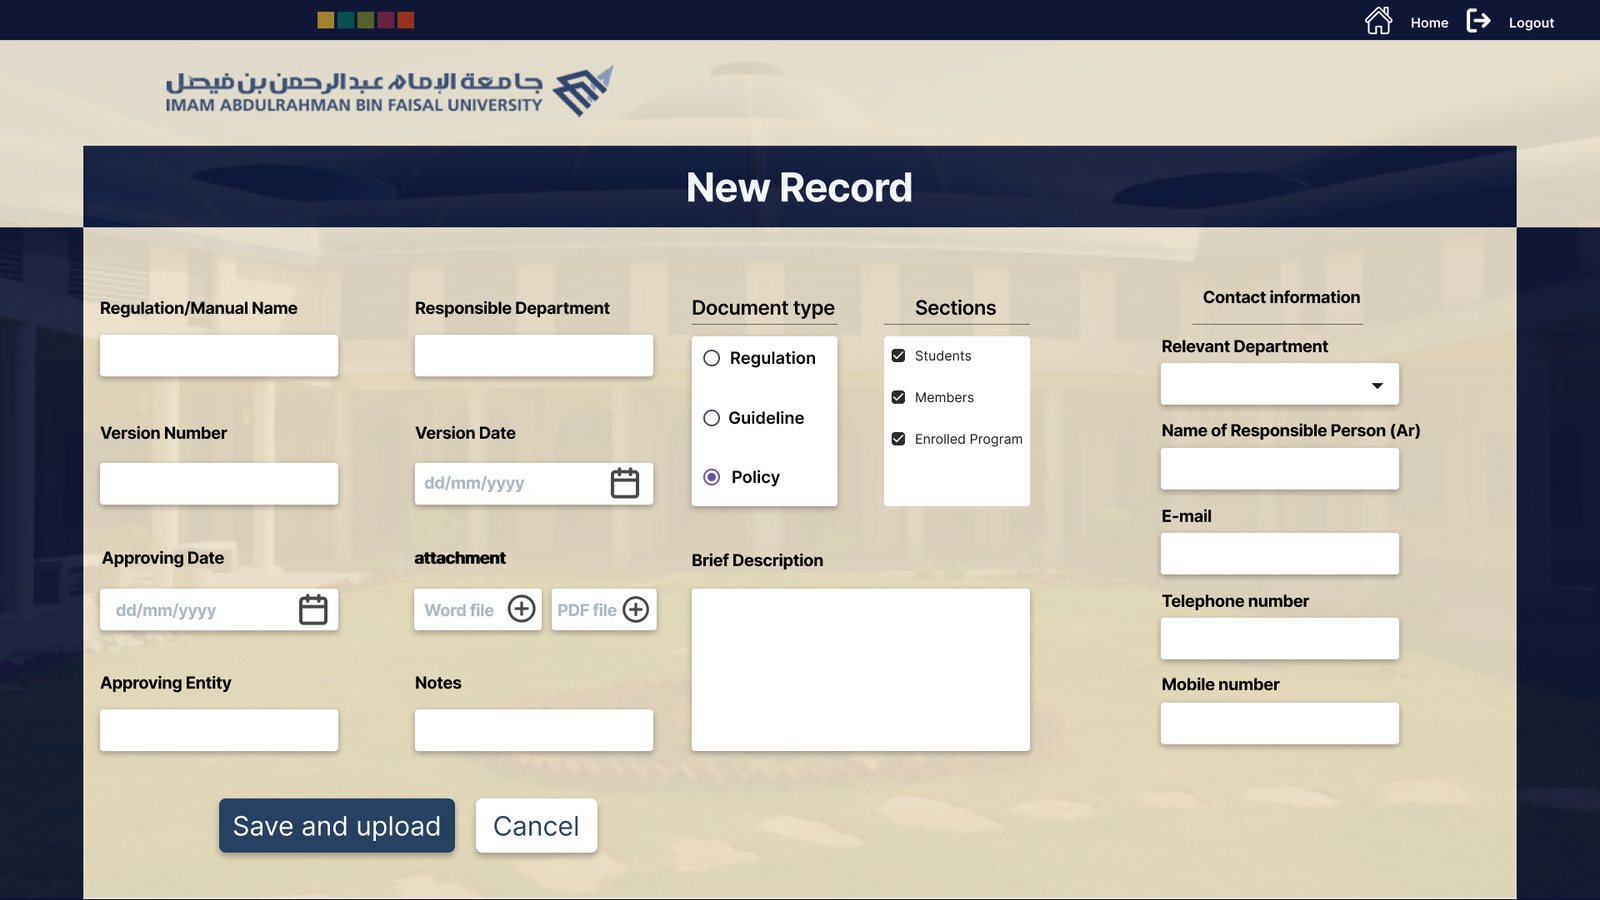 Home
Logout
جامعة الإمام عبدالرحمن بن فيصل
IMAM ABDULRAHMAN BIN FAISAL UNIVERSITY
New Record
Regulation/Manual Name
Responsible Department
Version Number
Version Date
dd/mm/yyyy
Approving Date
dd/mm/yyyy
attachment
Word file
PDF file
Approving Entity
Notes
Document type
Regulation
Guideline
Policy
Sections
Students
Members
Enrolled Program
Brief Description
Contact information
Relevant Department
Name of Responsible Person (Ar)
E-mail
Telephone number
Mobile number
Save and upload
Cancel